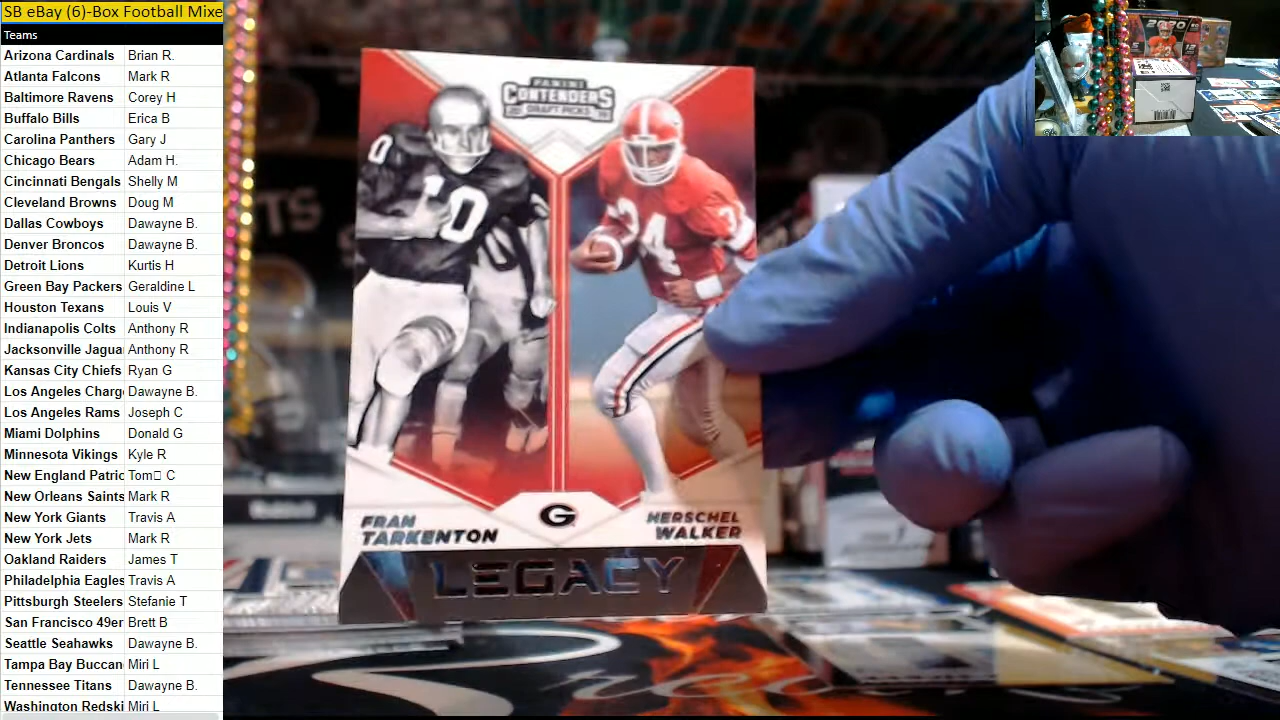 SB eBay (6)-Box Football Mixe
Teams
Arizona Cardinals Brian R.
Atlanta Falcons Mark R
Baltimore Ravens Corey H
Buffalo Bills Erica B
Carolina Panthers Gary J
Chicago Bears Adam H.
Cincinnati Bengals Shelly M
Cleveland Browns Doug M
Dallas Cowboys Dawayne B.
Denver Broncos Dawayne B.
Detroit Lions Kurtis H
Green Bay Packers Geraldine L
Houston Texans Louis V
Indianapolis Colts Anthony R
Jacksonville Jagua Anthony R
Kansas City Chiefs Ryan G
Los Angeles Charg Dawayne B.
Los Angeles Rams Joseph C
Miami Dolphins Donald G
Minnesota Vikings Kyle R
New England Patric Tom C
New Orleans Saints Mark R
New York Giants Travis A
New York Jets Mark R
Oakland Raiders James T
Philadelphia Eagles Travis A
Pittsburgh Steelers Stefanie T
San Francisco 49er Brett B
Seattle Seahawks Dawayne B.
Tampa Bay Buccan Miri L
Tennessee Titans Dawayne B.
Washington Redski Miri L
PANINI
CONTENDERS
DRAFT PICKS
0
10
34
34
G
FRAN
TARKENTON
HERSCHEL
WALKER
LEGACY
2020